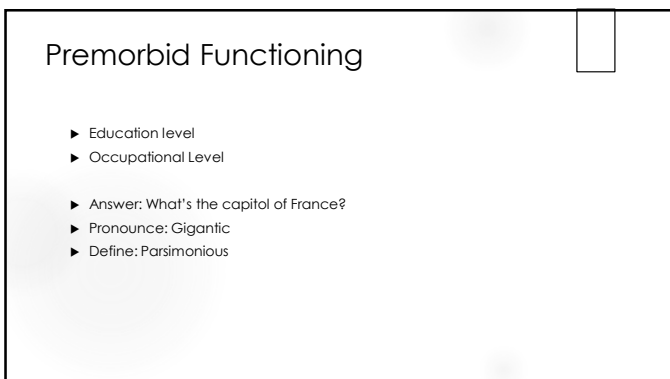 Premorbid Functioning
Education level
Occupational Level
Answer: What's the capitol of France?
Pronounce: Gigantic
Define: Parsimonious